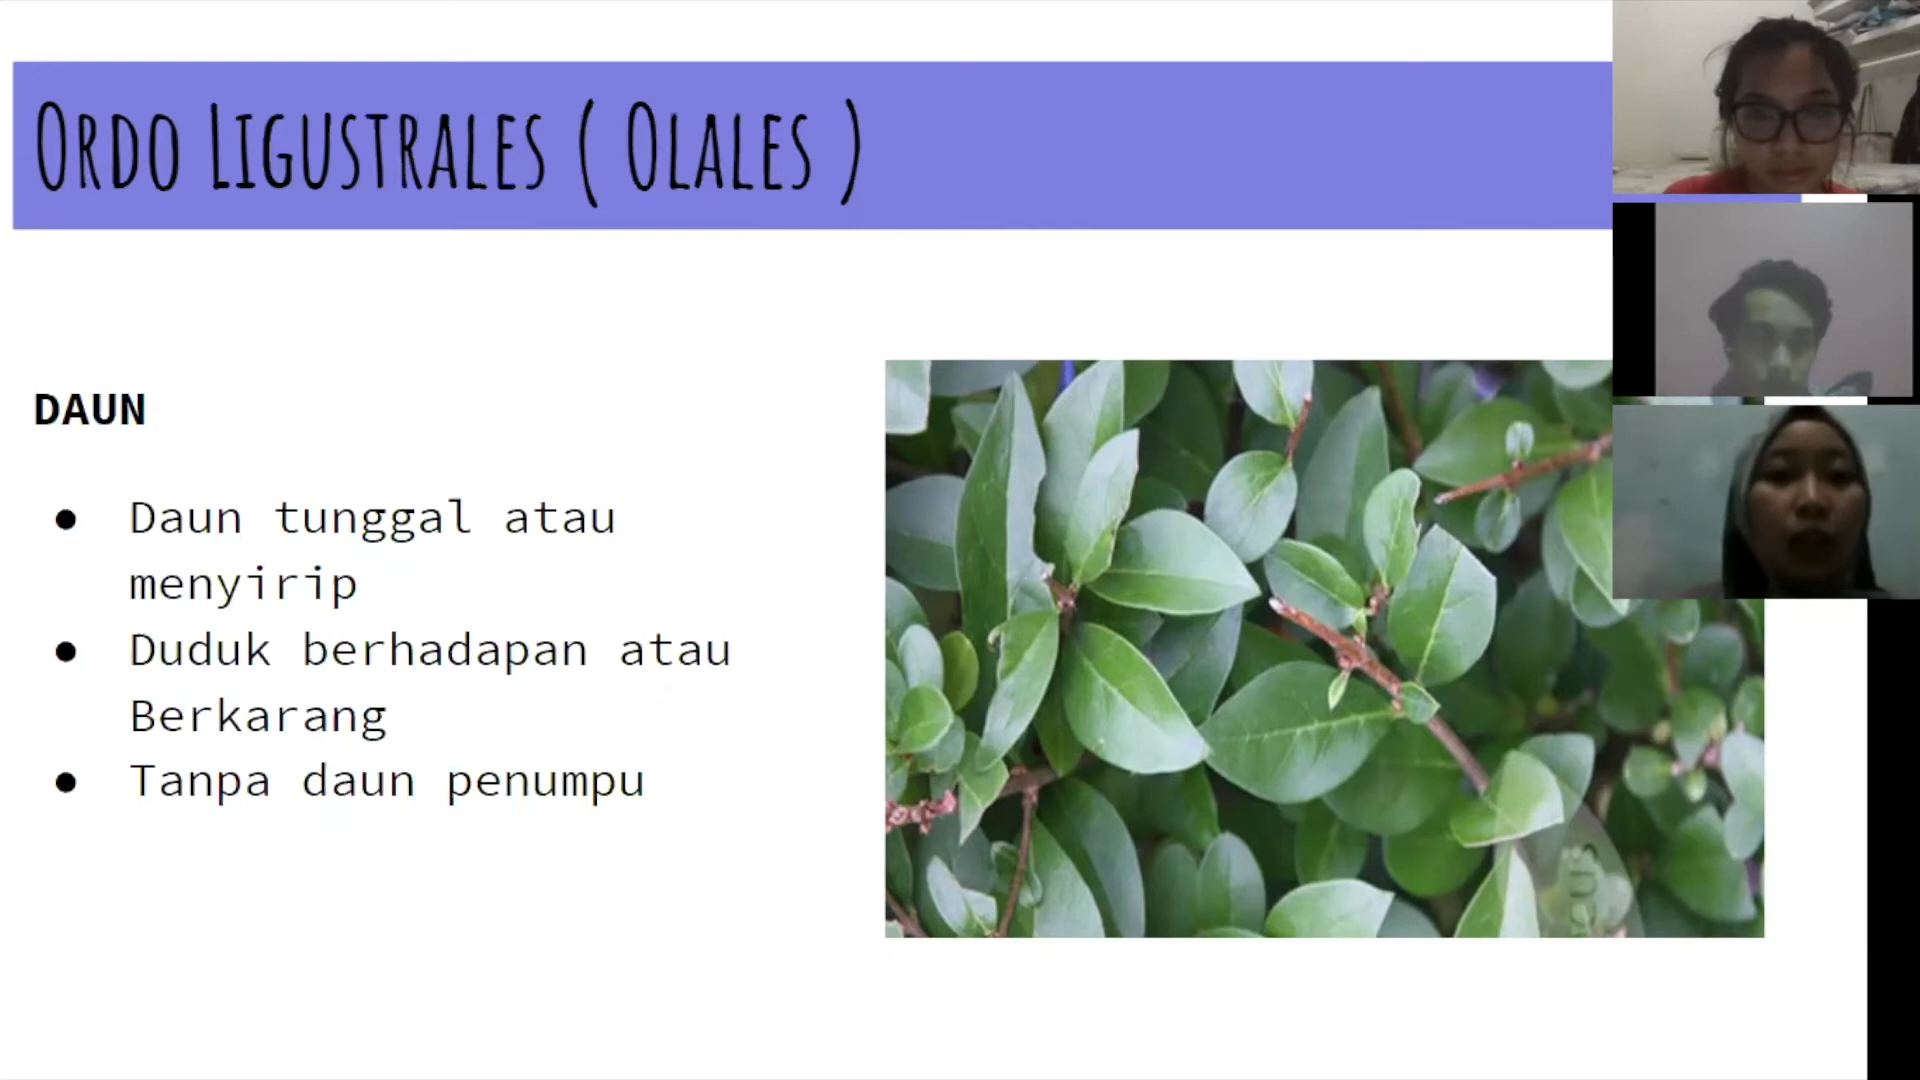 ORDO LIGUSTRALES ( OLALES )
DAUN
● Daun tunggal atau
menyirip
● Duduk berhadapan atau
Berkarang
● Tanpa daun penumpu